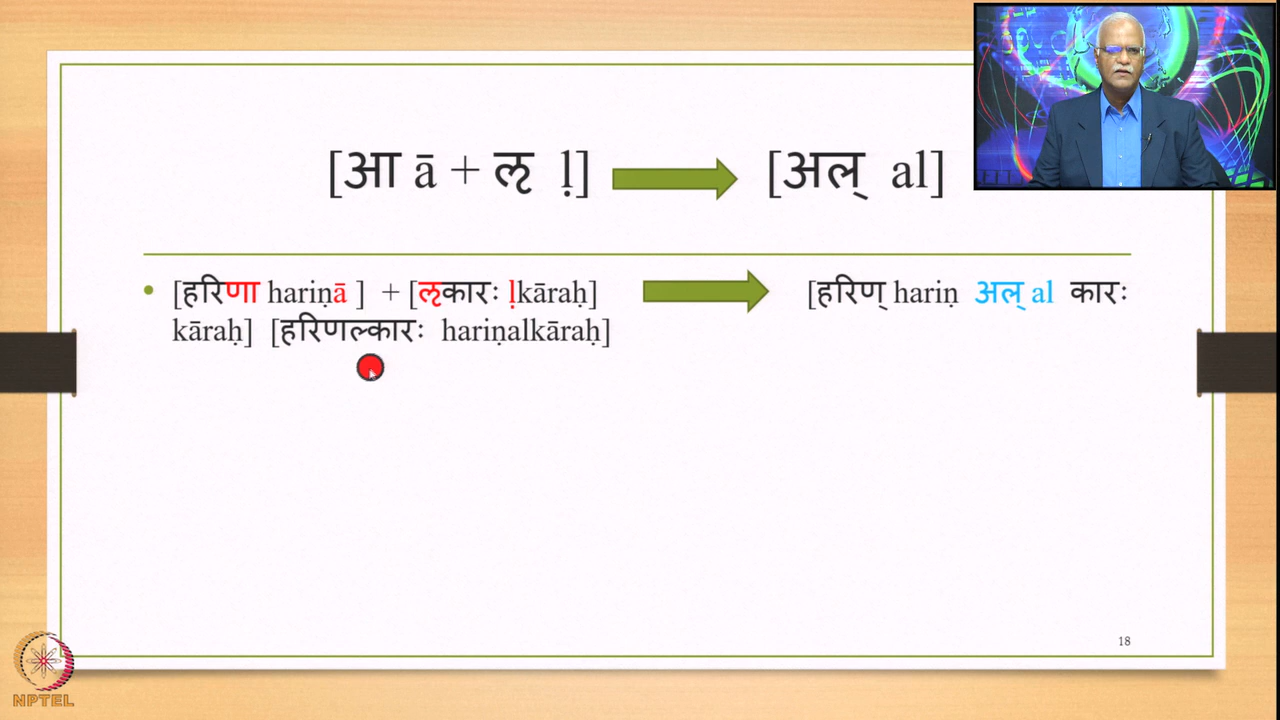 [आ ā + ऌ ḷ] [अल् al]
[हरिणा hariṇā ] + [ऌकारः ḷkāraḥ] [हरिण् hariṇ अल् al कारः
kāraḥ] [हरिणल्कारः hariṇalkāraḥ]
18
NPTEL